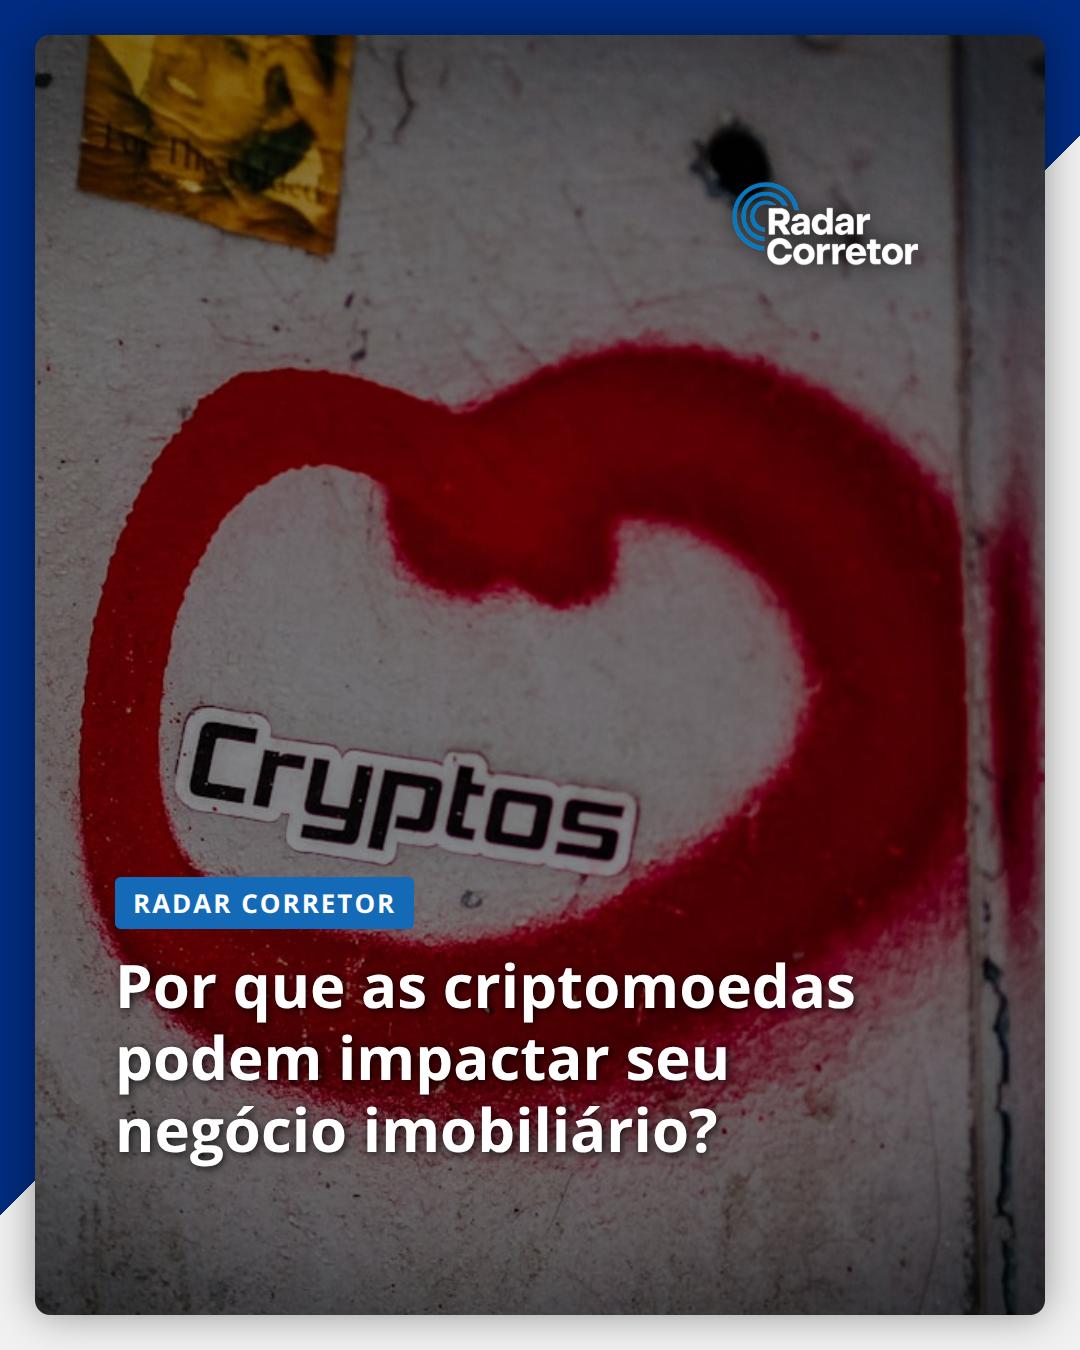 Radar
Corretor
Cryptos
RADAR CORRETOR
Por que as criptomoedas
podem impactar seu
negócio imobiliário?